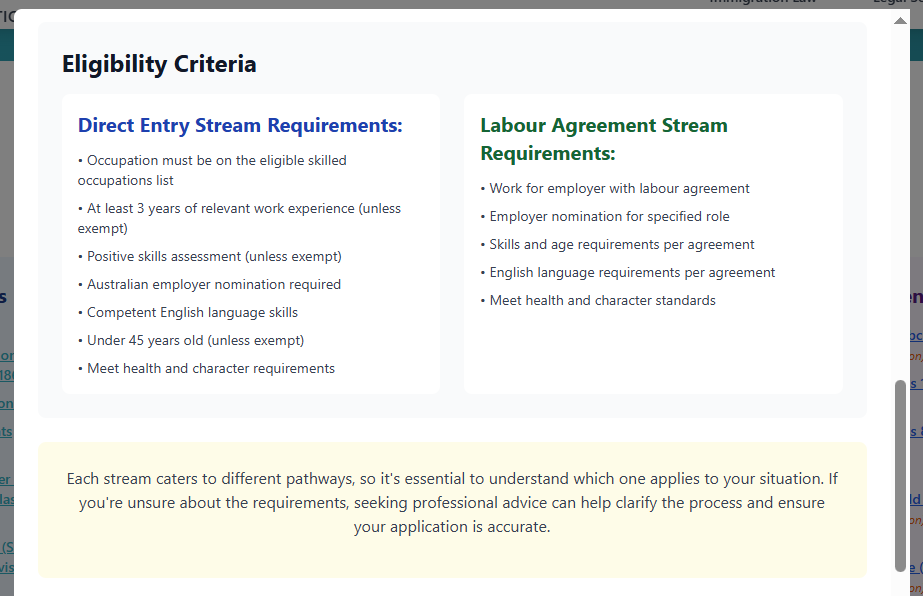 Eligibility Criteria
Direct Entry Stream Requirements:
• Occupation must be on the eligible skilled
occupations list
• At least 3 years of relevant work experience (unless
exempt)
• Positive skills assessment (unless exempt)
• Australian employer nomination required
• Competent English language skills
• Under 45 years old (unless exempt)
• Meet health and character requirements
Labour Agreement Stream
Requirements:
• Work for employer with labour agreement
• Employer nomination for specified role
• Skills and age requirements per agreement
• English language requirements per agreement
• Meet health and character standards
Each stream caters to different pathways, so it's essential to understand which one applies to your situation. If
you're unsure about the requirements, seeking professional advice can help clarify the process and ensure
your application is accurate.